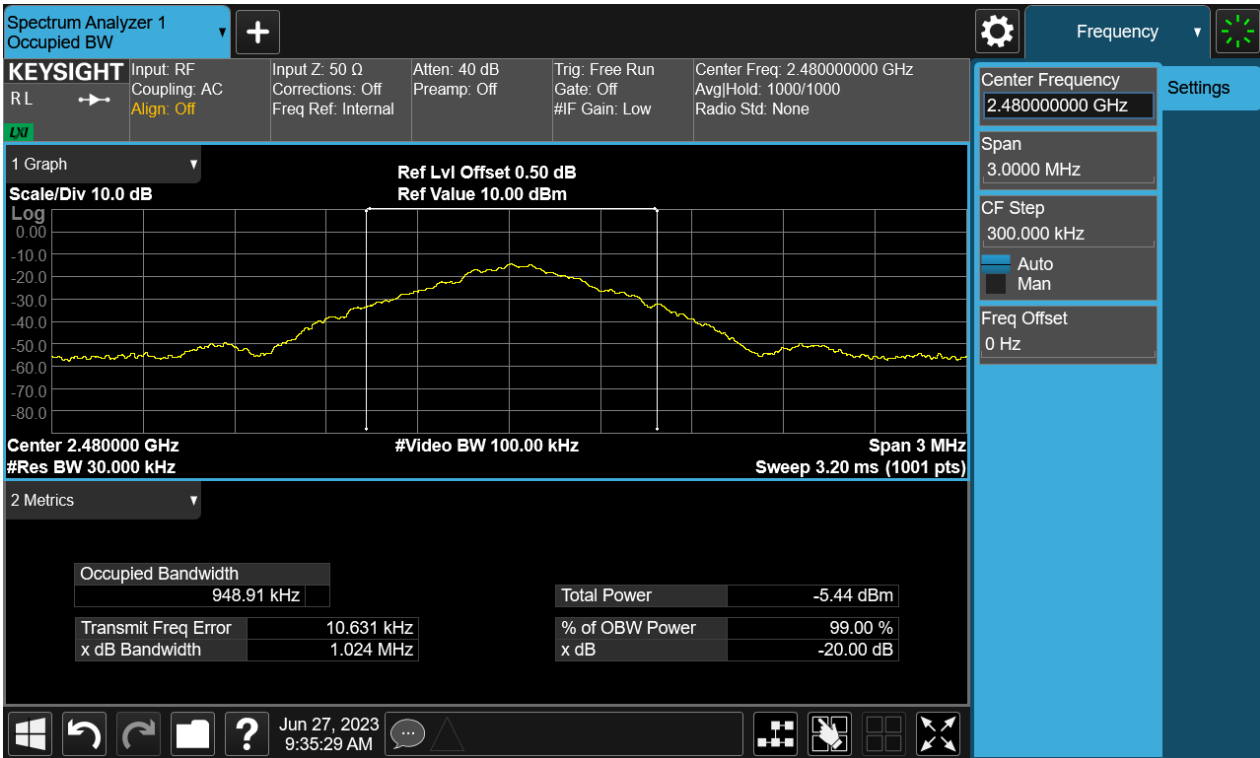 Spectrum Analyzer 1
Occupied BW
+
Frequency
KEYSIGHT
R L
LXI
Input: RF
Coupling: AC
Align: Off
Input Z: 50 Ω
Corrections: Off
Freq Ref: Internal
Atten: 40 dB
Preamp: Off
Trig: Free Run
Gate: Off
#IF Gain: Low
Center Freq: 2.480000000 GHz
Avg|Hold: 1000/1000
Radio Std: None
Center Frequency
2.480000000 GHz
Settings
Span
3.0000 MHz
CF Step
300.000 kHz
Auto
Man
Freq Offset
0 Hz
1 Graph
Scale/Div 10.0 dB
Ref Lvl Offset 0.50 dB
Ref Value 10.00 dBm
Log
0.00
-10.0
-20.0
-30.0
-40.0
-50.0
-60.0
-70.0
-80.0
Center 2.480000 GHz
#Video BW 100.00 kHz
Span 3 MHz
#Res BW 30.000 kHz
Sweep 3.20 ms (1001 pts)
2 Metrics
Occupied Bandwidth
948.91 kHz
Total Power -5.44 dBm
Transmit Freq Error 10.631 kHz
% of OBW Power 99.00 %
x dB Bandwidth 1.024 MHz
x dB -20.00 dB
?
Jun 27, 2023
9:35:29 AM